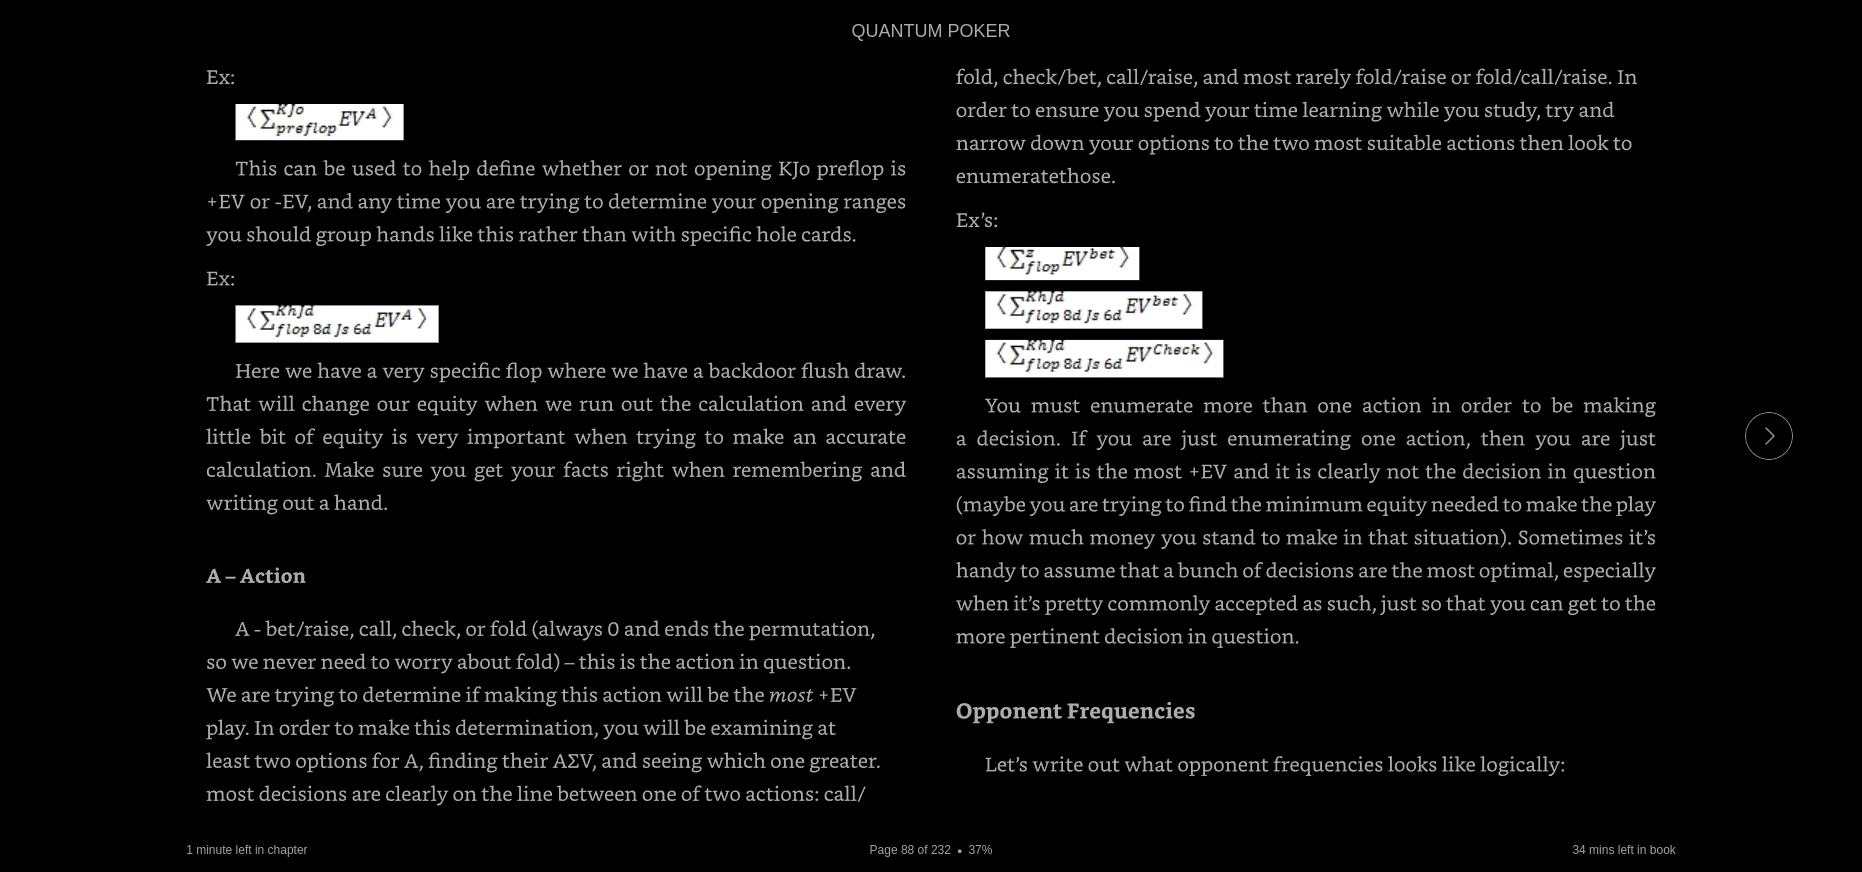 QUANTUM POKER
Ex:
⟨∑^{KJo}_{preflop} EV^A⟩
This can be used to help define whether or not opening KJo preflop is
+EV or -EV, and any time you are trying to determine your opening ranges
you should group hands like this rather than with specific hole cards.
Ex:
⟨∑^{KhJd}_{flop 8d Js 6d} EV^A⟩
Here we have a very specific flop where we have a backdoor flush draw.
That will change our equity when we run out the calculation and every
little bit of equity is very important when trying to make an accurate
calculation. Make sure you get your facts right when remembering and
writing out a hand.
A – Action
A - bet/raise, call, check, or fold (always 0 and ends the permutation,
so we never need to worry about fold) – this is the action in question.
We are trying to determine if making this action will be the most +EV
play. In order to make this determination, you will be examining at
least two options for A, finding their AΣV, and seeing which one greater.
most decisions are clearly on the line between one of two actions: call/
fold, check/bet, call/raise, and most rarely fold/raise or fold/call/raise. In
order to ensure you spend your time learning while you study, try and
narrow down your options to the two most suitable actions then look to
enumeratethose.
Ex’s:
⟨∑^{z}_{flop} EV^{bet}⟩
⟨∑^{KhJd}_{flop 8d Js 6d} EV^{bet}⟩
⟨∑^{KhJd}_{flop 8d Js 6d} EV^{Check}⟩
You must enumerate more than one action in order to be making
a decision. If you are just enumerating one action, then you are just
assuming it is the most +EV and it is clearly not the decision in question
(maybe you are trying to find the minimum equity needed to make the play
or how much money you stand to make in that situation). Sometimes it’s
handy to assume that a bunch of decisions are the most optimal, especially
when it’s pretty commonly accepted as such, just so that you can get to the
more pertinent decision in question.
Opponent Frequencies
Let’s write out what opponent frequencies looks like logically:
1 minute left in chapter
Page 88 of 232 • 37%
34 mins left in book